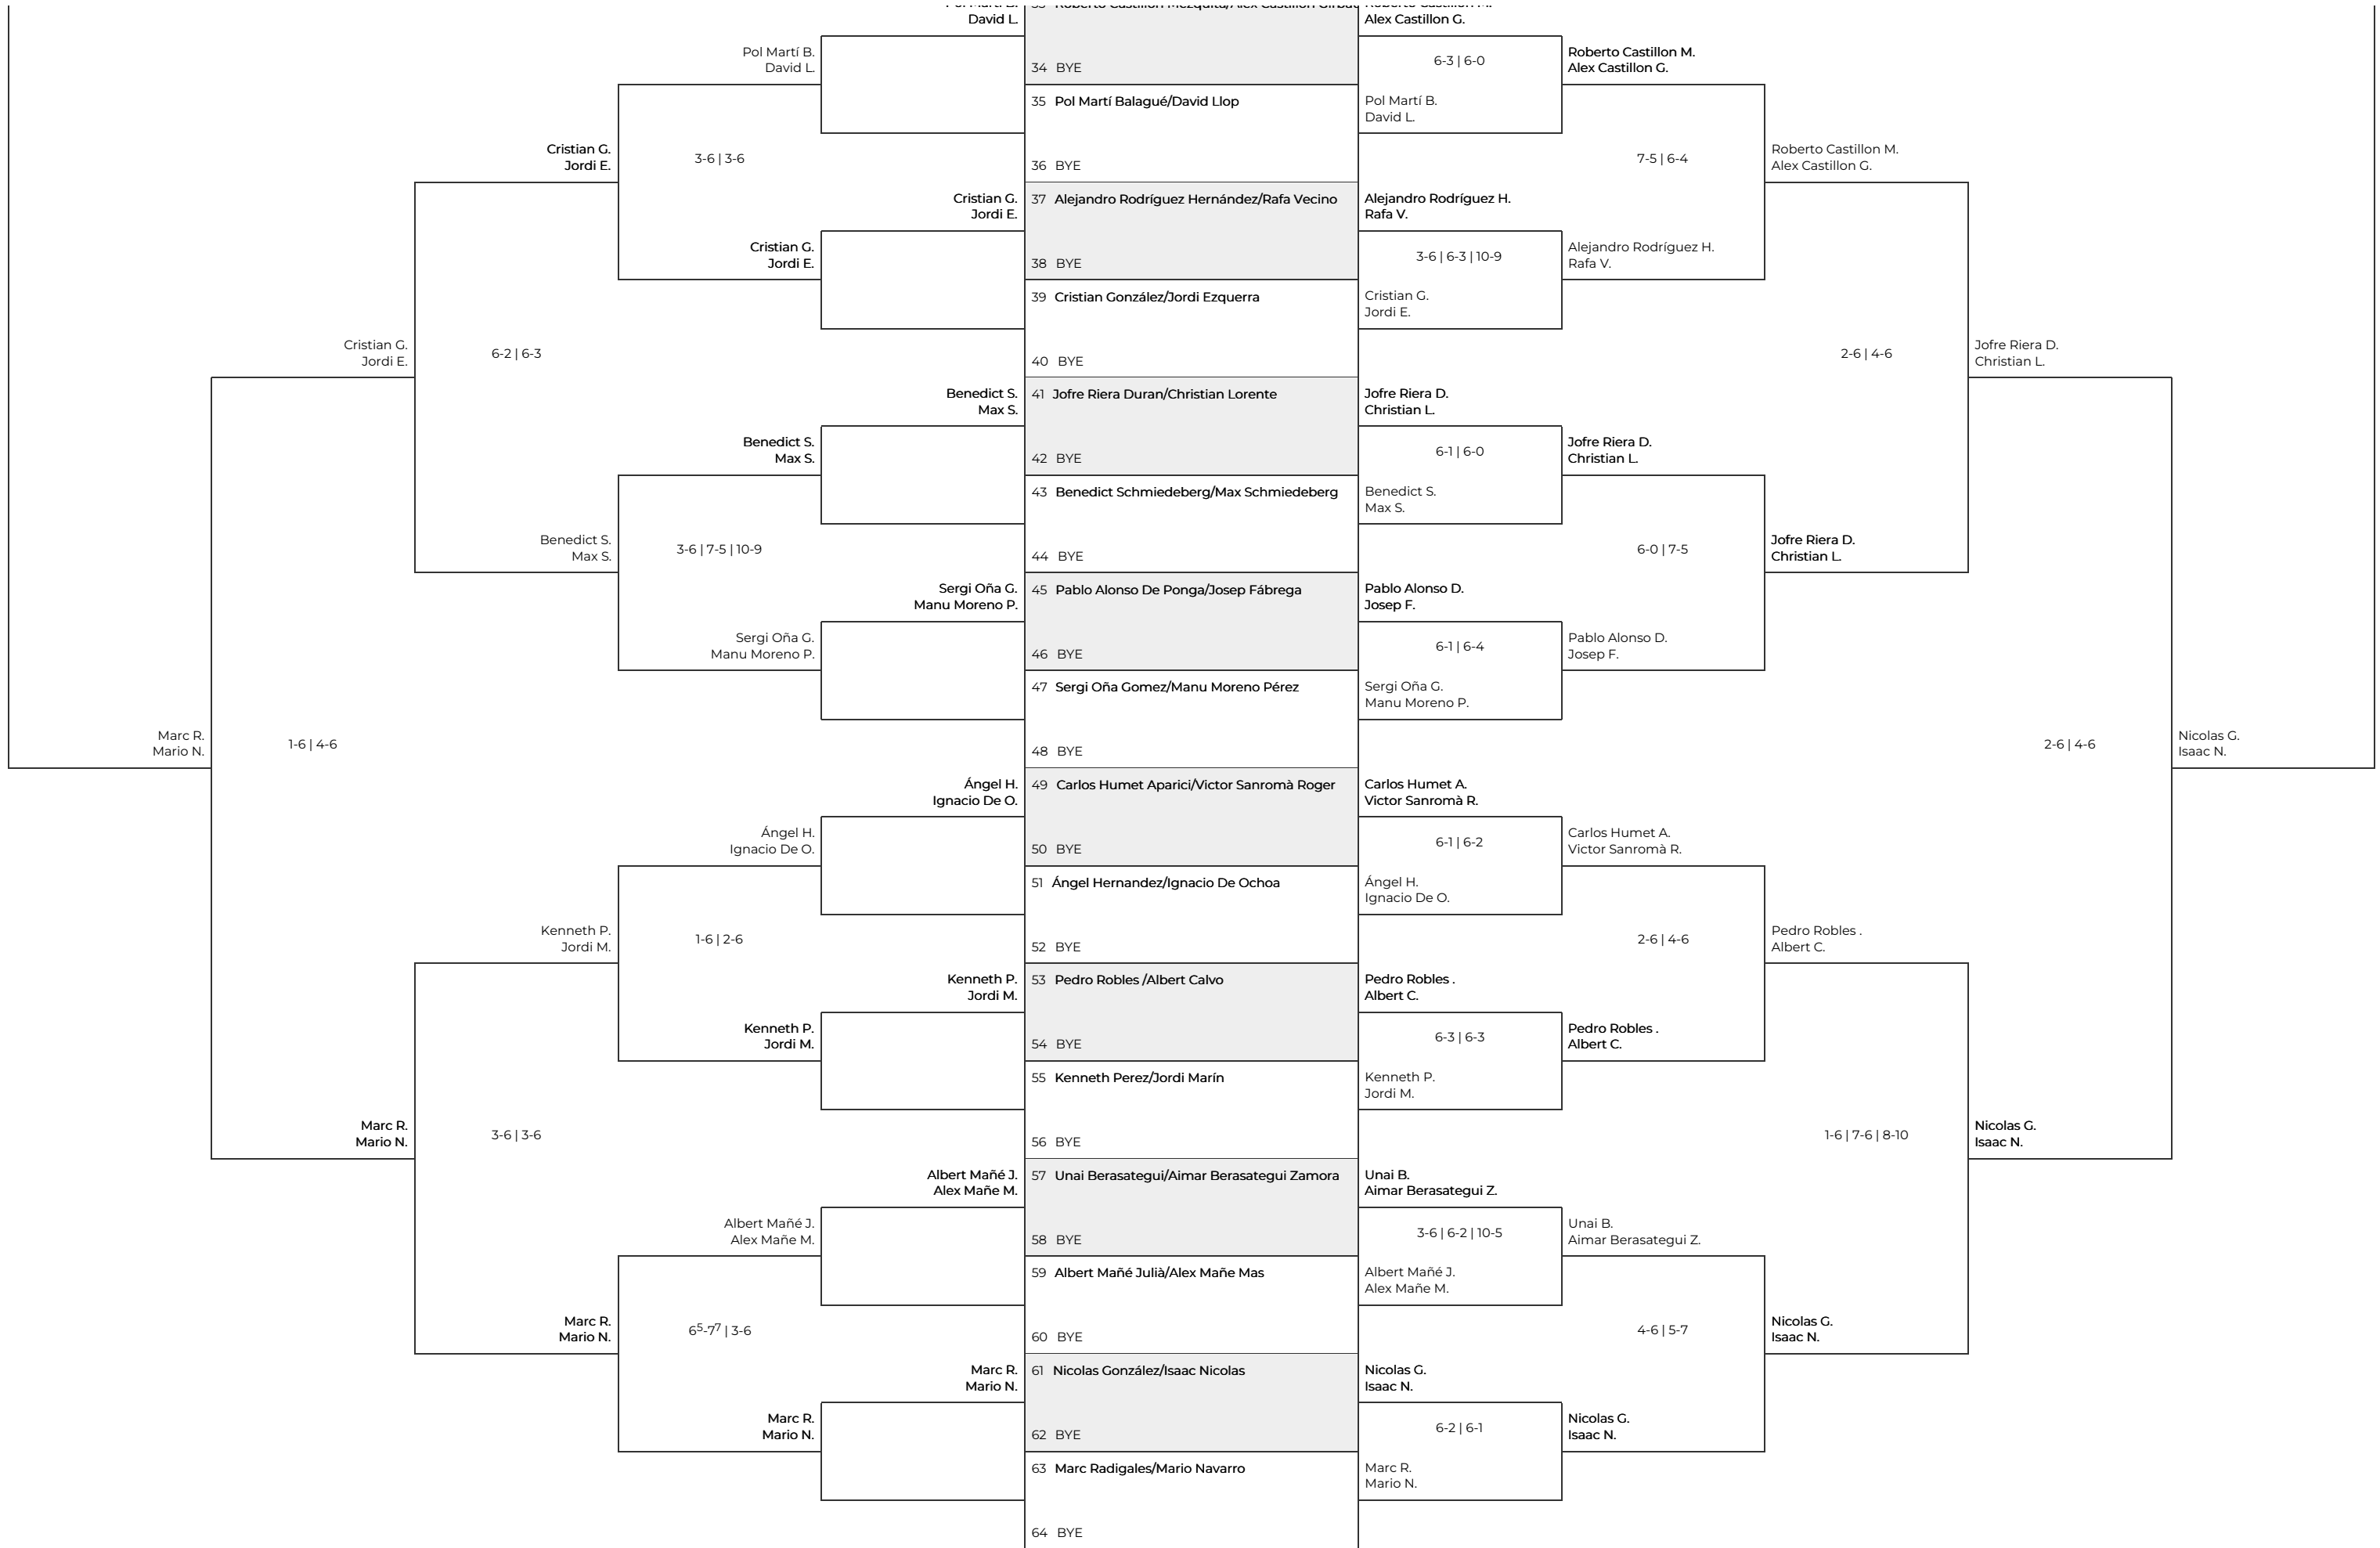 David L.
Alex Castillon G.
Pol Martí B.
David L.
34 BYE
6-3 | 6-0
Roberto Castillon M.
Alex Castillon G.
35 Pol Martí Balagué/David Llop
Pol Martí B.
David L.
Cristian G.
Jordi E.
3-6 | 3-6
36 BYE
7-5 | 6-4
Roberto Castillon M.
Alex Castillon G.
Cristian G.
Jordi E.
37 Alejandro Rodríguez Hernández/Rafa Vecino
Alejandro Rodríguez H.
Rafa V.
Cristian G.
Jordi E.
38 BYE
3-6 | 6-3 | 10-9
Alejandro Rodríguez H.
Rafa V.
39 Cristian González/Jordi Ezquerra
Cristian G.
Jordi E.
Cristian G.
Jordi E.
6-2 | 6-3
40 BYE
2-6 | 4-6
Jofre Riera D.
Christian L.
Benedict S.
Max S.
41 Jofre Riera Duran/Christian Lorente
Jofre Riera D.
Christian L.
Benedict S.
Max S.
42 BYE
6-1 | 6-0
Jofre Riera D.
Christian L.
43 Benedict Schmiedeberg/Max Schmiedeberg
Benedict S.
Max S.
Benedict S.
Max S.
3-6 | 7-5 | 10-9
44 BYE
6-0 | 7-5
Jofre Riera D.
Christian L.
Sergi Oña G.
Manu Moreno P.
45 Pablo Alonso De Ponga/Josep Fábrega
Pablo Alonso D.
Josep F.
Sergi Oña G.
Manu Moreno P.
46 BYE
6-1 | 6-4
Pablo Alonso D.
Josep F.
47 Sergi Oña Gomez/Manu Moreno Pérez
Sergi Oña G.
Manu Moreno P.
Marc R.
Mario N.
1-6 | 4-6
48 BYE
2-6 | 4-6
Nicolas G.
Isaac N.
Ángel H.
Ignacio De O.
49 Carlos Humet Aparici/Victor Sanromà Roger
Carlos Humet A.
Victor Sanromà R.
Ángel H.
Ignacio De O.
50 BYE
6-1 | 6-2
Carlos Humet A.
Victor Sanromà R.
51 Ángel Hernandez/Ignacio De Ochoa
Ángel H.
Ignacio De O.
Kenneth P.
Jordi M.
1-6 | 2-6
52 BYE
2-6 | 4-6
Pedro Robles .
Albert C.
Kenneth P.
Jordi M.
53 Pedro Robles /Albert Calvo
Pedro Robles .
Albert C.
Kenneth P.
Jordi M.
54 BYE
6-3 | 6-3
Pedro Robles .
Albert C.
55 Kenneth Perez/Jordi Marín
Kenneth P.
Jordi M.
Marc R.
Mario N.
3-6 | 3-6
56 BYE
1-6 | 7-6 | 8-10
Nicolas G.
Isaac N.
Albert Mañé J.
Alex Mañe M.
57 Unai Berasategui/Aimar Berasategui Zamora
Unai B.
Aimar Berasategui Z.
Albert Mañé J.
Alex Mañe M.
58 BYE
3-6 | 6-2 | 10-5
Unai B.
Aimar Berasategui Z.
59 Albert Mañé Julià/Alex Mañe Mas
Albert Mañé J.
Alex Mañe M.
Marc R.
Mario N.
6⁵-7⁷ | 3-6
60 BYE
4-6 | 5-7
Nicolas G.
Isaac N.
Marc R.
Mario N.
61 Nicolas González/Isaac Nicolas
Nicolas G.
Isaac N.
Marc R.
Mario N.
62 BYE
6-2 | 6-1
Nicolas G.
Isaac N.
63 Marc Radigales/Mario Navarro
Marc R.
Mario N.
64 BYE